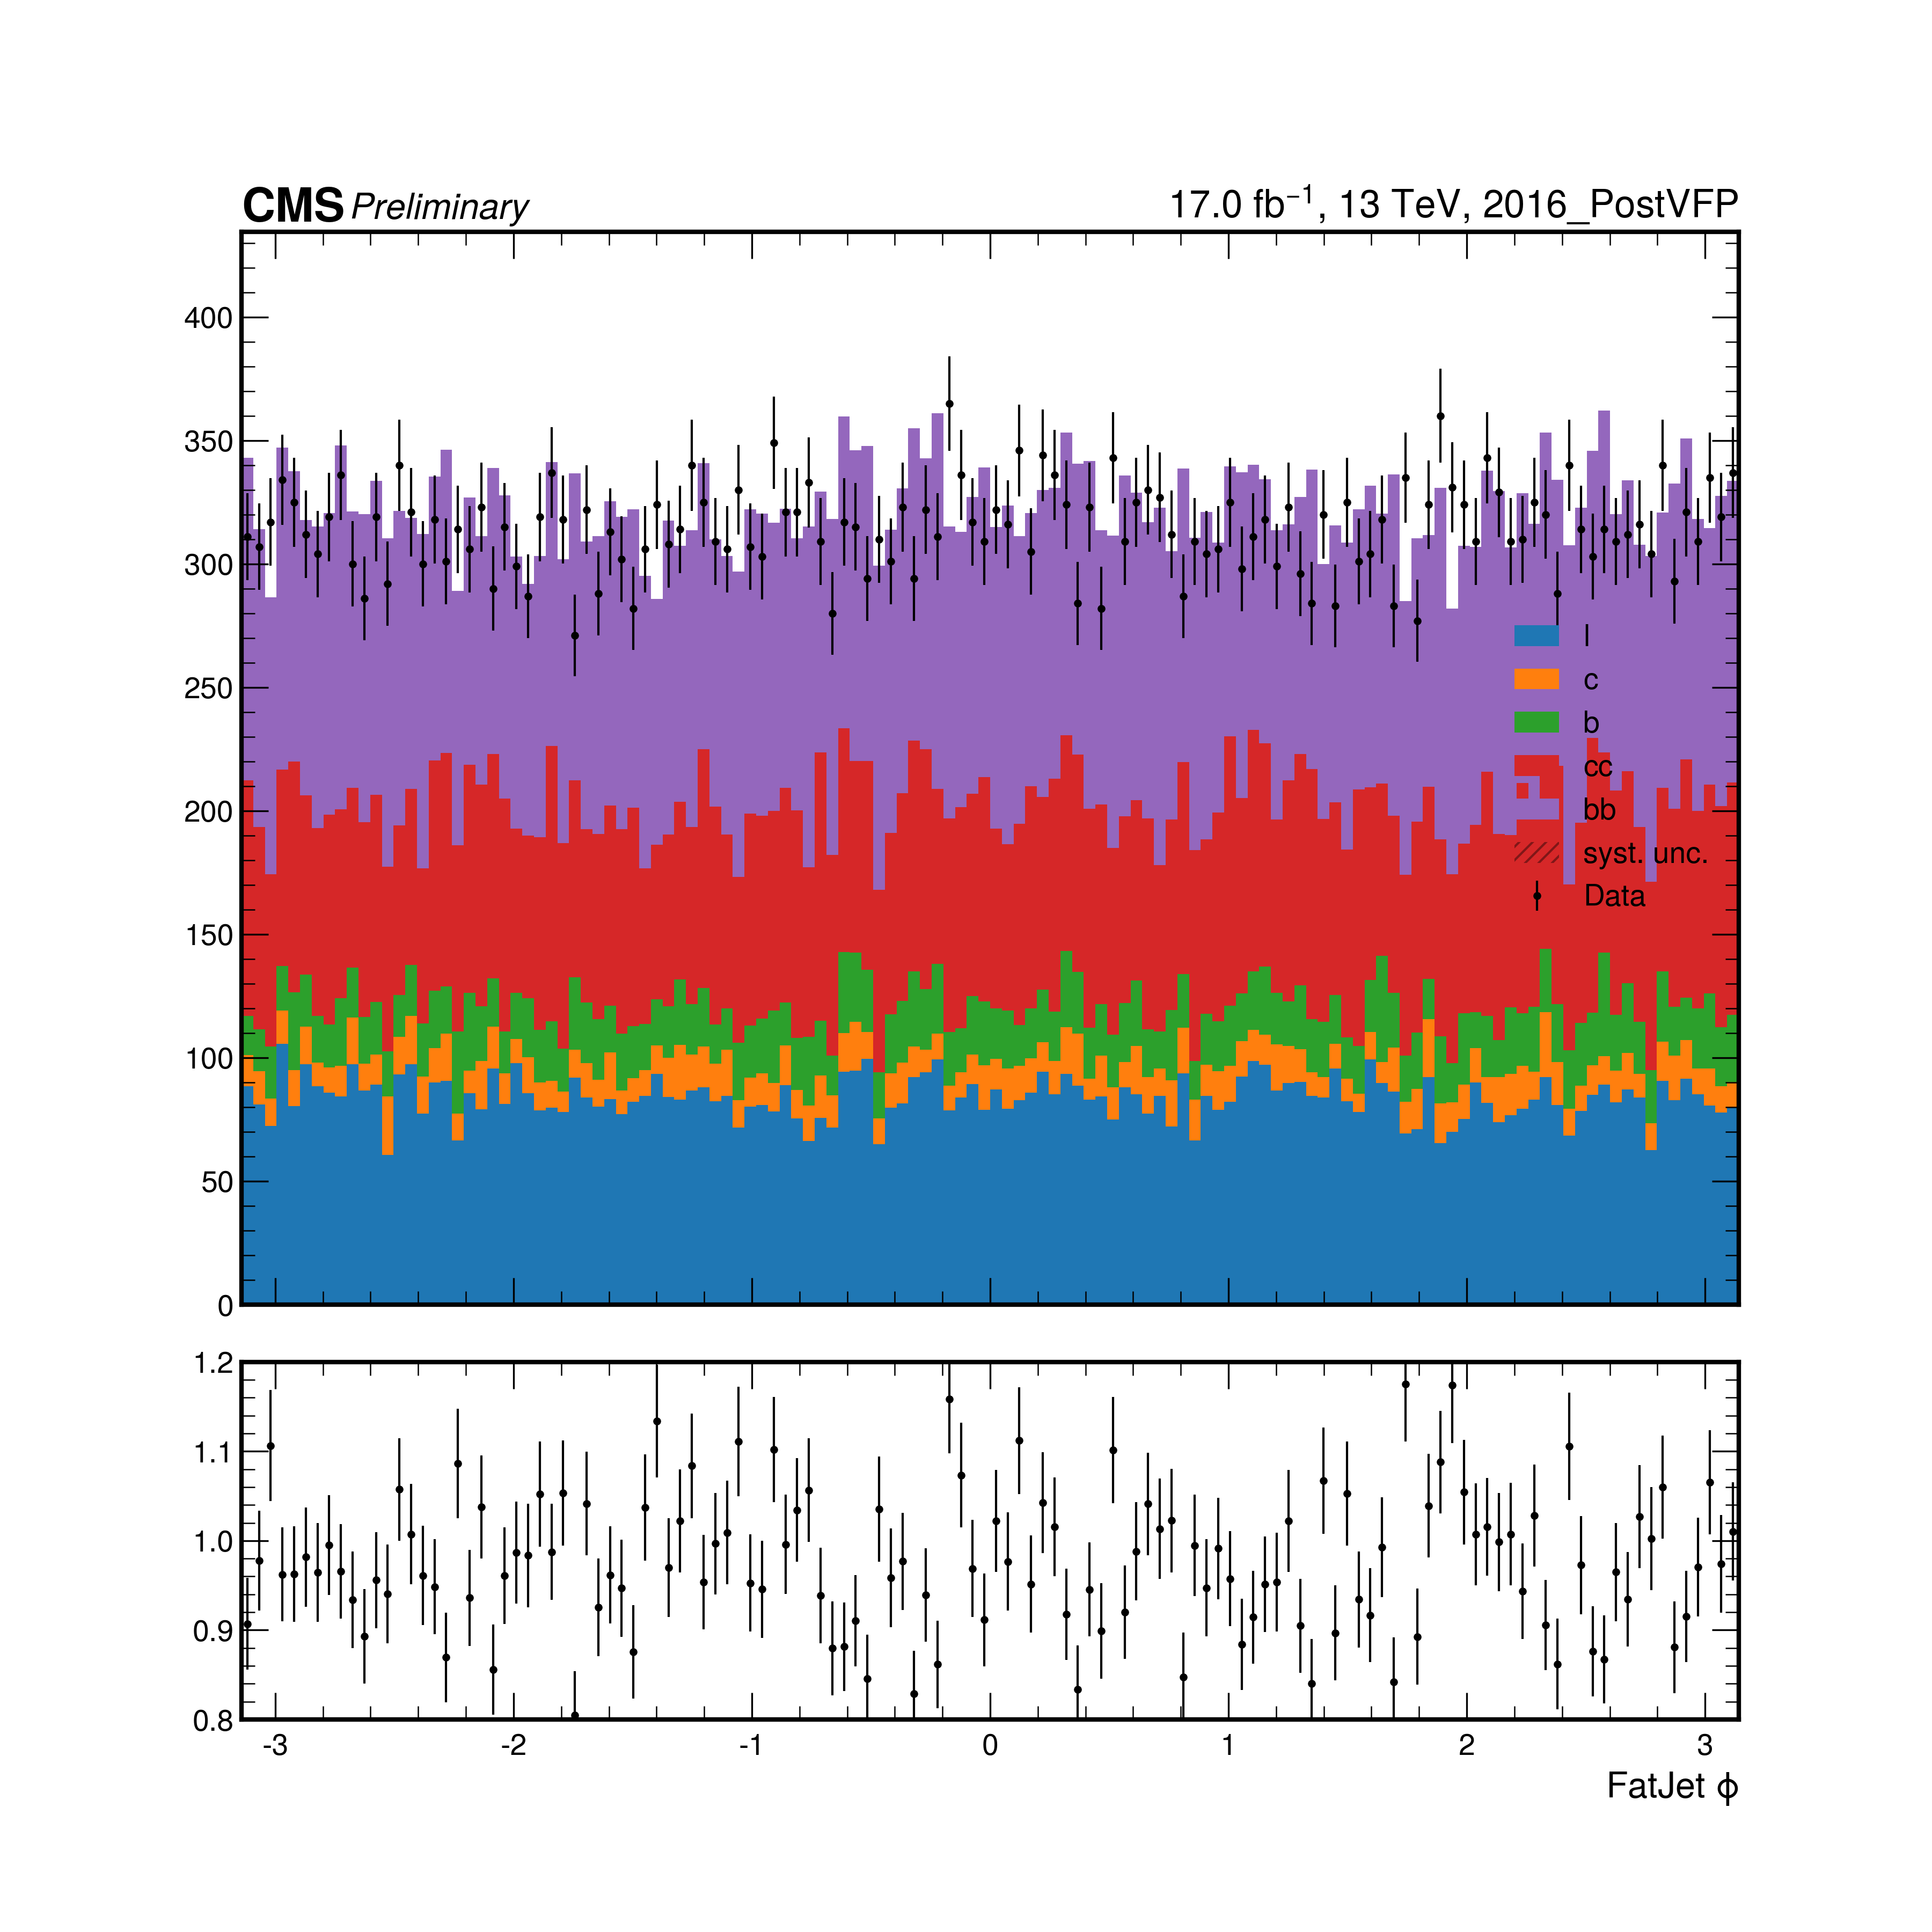 CMS Preliminary
17.0 fb⁻¹, 13 TeV, 2016_PostVFP
400
350
300
250
200
150
100
50
0
l
c
b
cc
bb
syst. unc.
Data
1.2
1.1
1.0
0.9
0.8
-3 -2 -1 0 1 2 3
FatJet ϕ